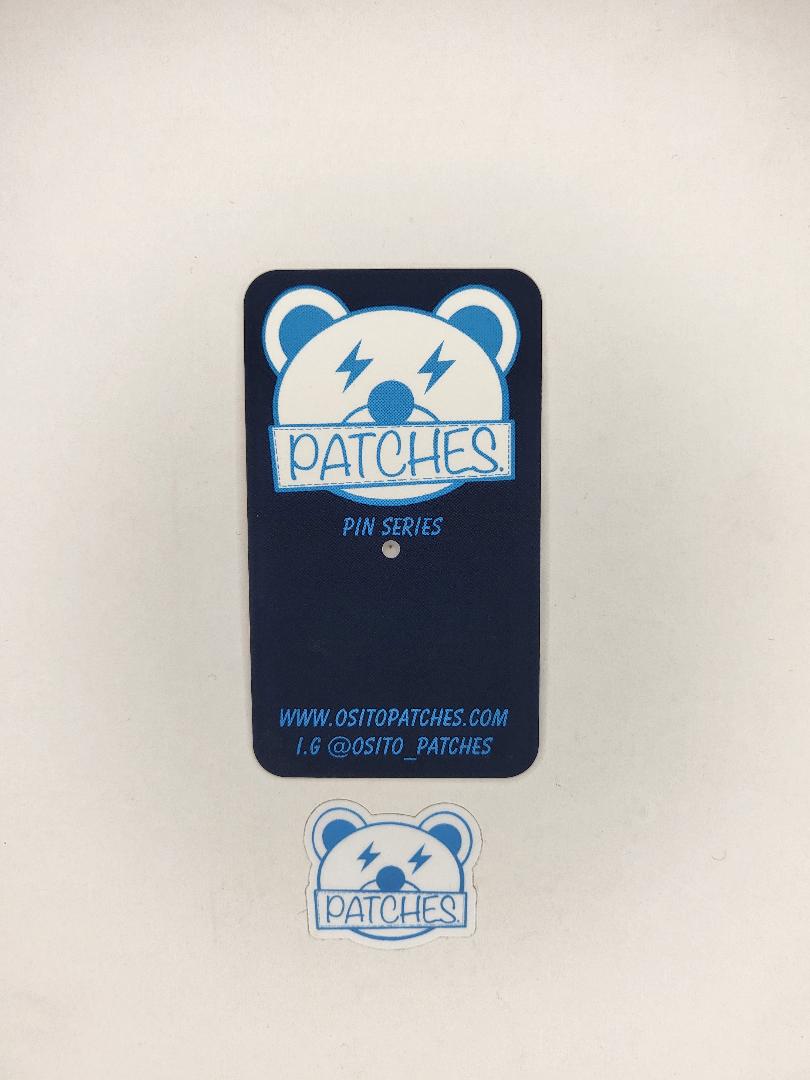 PATCHES.
PIN SERIES
WWW.OSITOPATCHES.COM
I.G @OSITO_PATCHES
PATCHES.